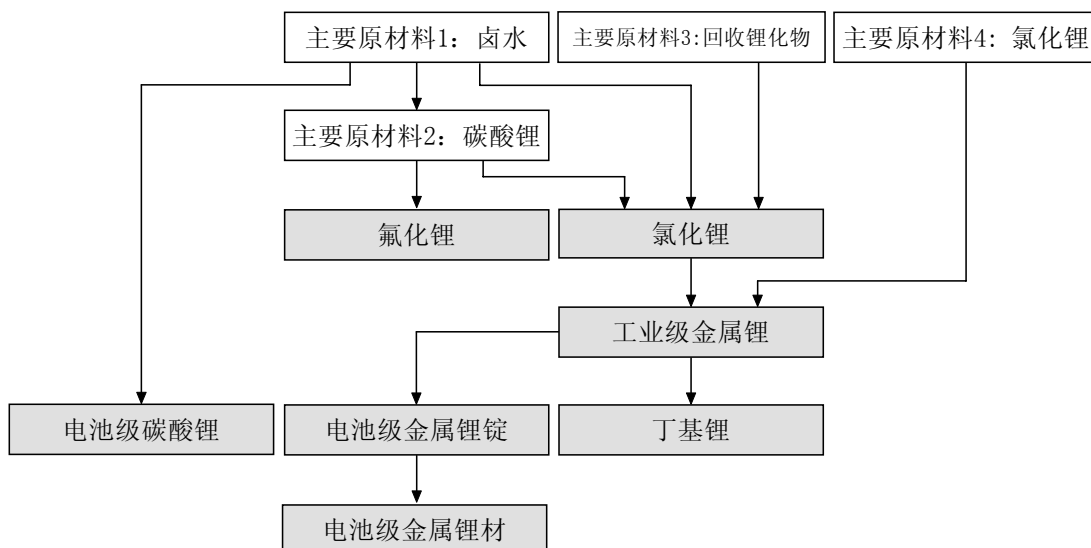 主要原材料1：卤水
主要原材料3:回收锂化物
主要原材料4：氯化锂
主要原材料2：碳酸锂
氟化锂
氯化锂
工业级金属锂
电池级碳酸锂
电池级金属锂锭
丁基锂
电池级金属锂材